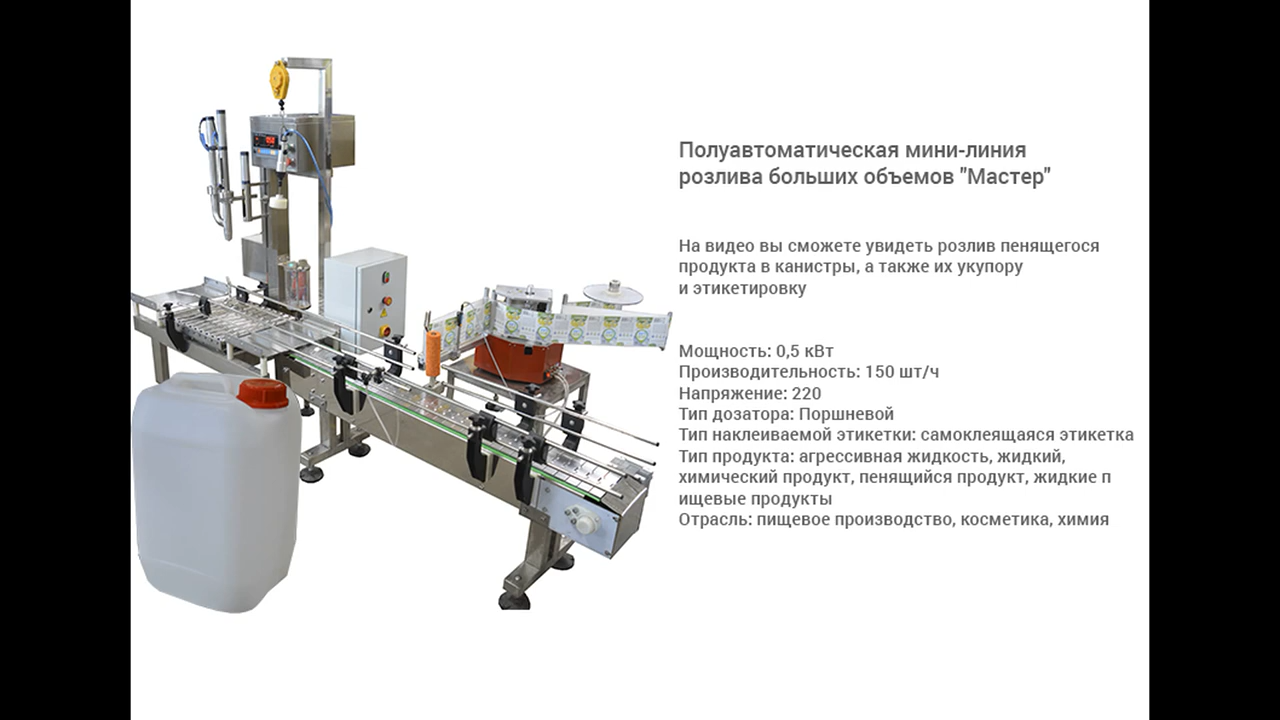 Полуавтоматическая мини-линия
розлива больших объемов "Мастер"
На видео вы сможете увидеть розлив пенящегося
продукта в канистры, а также их укупору
и этикетировку
Мощность: 0,5 кВт
Производительность: 150 шт/ч
Напряжение: 220
Тип дозатора: Поршневой
Тип наклеиваемой этикетки: самоклеящаяся этикетка
Тип продукта: агрессивная жидкость, жидкий,
химический продукт, пенящийся продукт, жидкие п
ищевые продукты
Отрасль: пищевое производство, косметика, химия